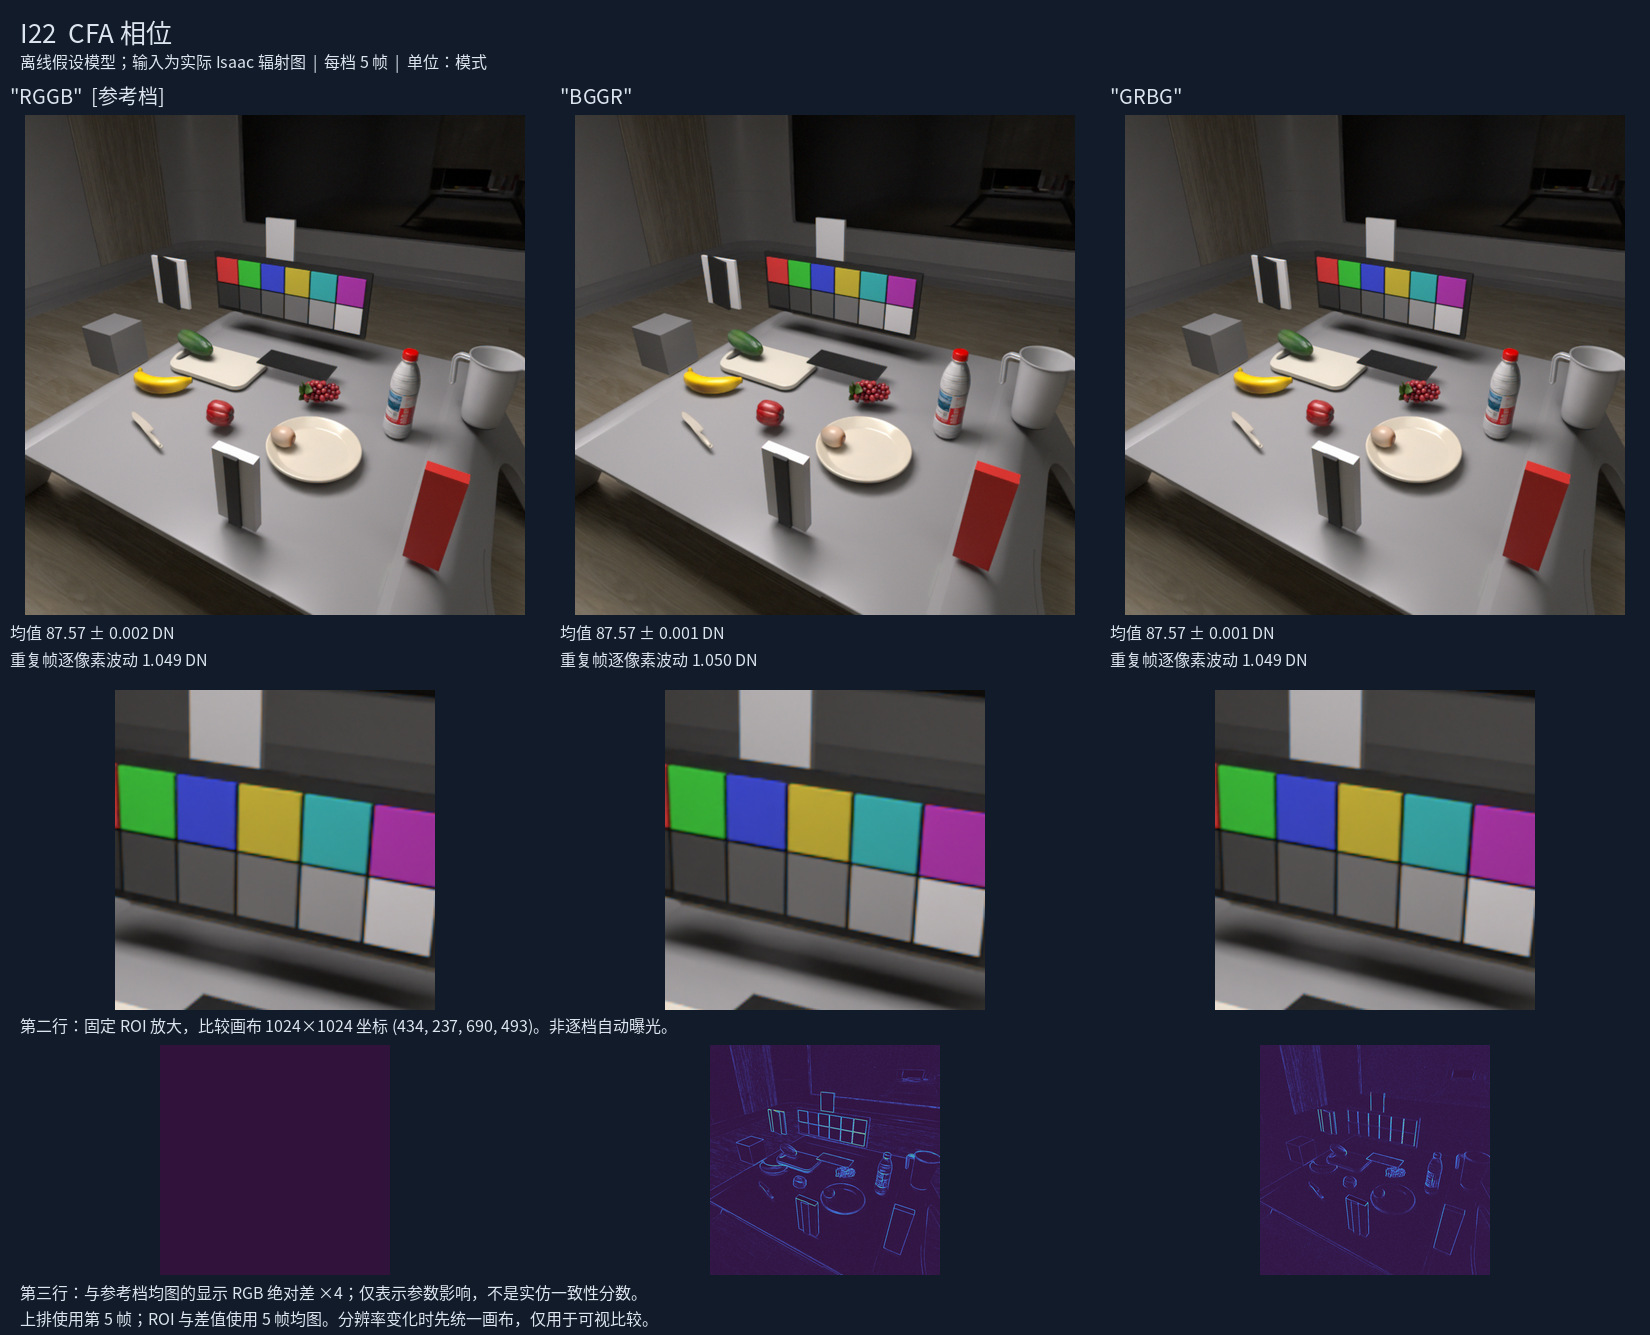 I22 CFA 相位
离线假设模型；输入为实际 Isaac 辐射图 | 每档 5 帧 | 单位：模式
"RGGB" [参考档]
"BGGR"
"GRBG"
均值 87.57 ± 0.002 DN
重复帧逐像素波动 1.049 DN
均值 87.57 ± 0.001 DN
重复帧逐像素波动 1.050 DN
均值 87.57 ± 0.001 DN
重复帧逐像素波动 1.049 DN
第二行：固定 ROI 放大，比较画布 1024×1024 坐标 (434, 237, 690, 493)。非逐档自动曝光。
第三行：与参考档均图的显示 RGB 绝对差 ×4；仅表示参数影响，不是实仿一致性分数。
上排使用第 5 帧；ROI 与差值使用 5 帧均图。分辨率变化时先统一画布，仅用于可视比较。